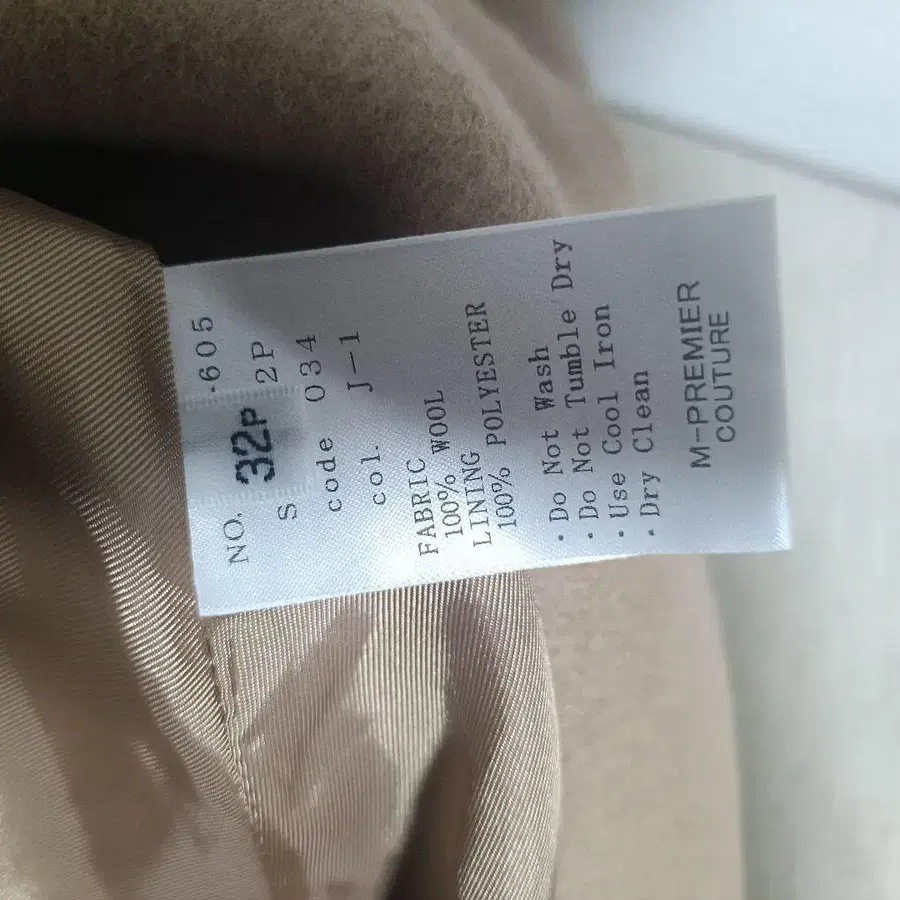 NO. -605
32P
S 2P
code 034
col. J-1
FABRIC
100% WOOL
LINING
100% POLYESTER
· Do Not Wash
· Do Not Tumble Dry
· Use Cool Iron
· Dry Clean
M-PREMIER
COUTURE